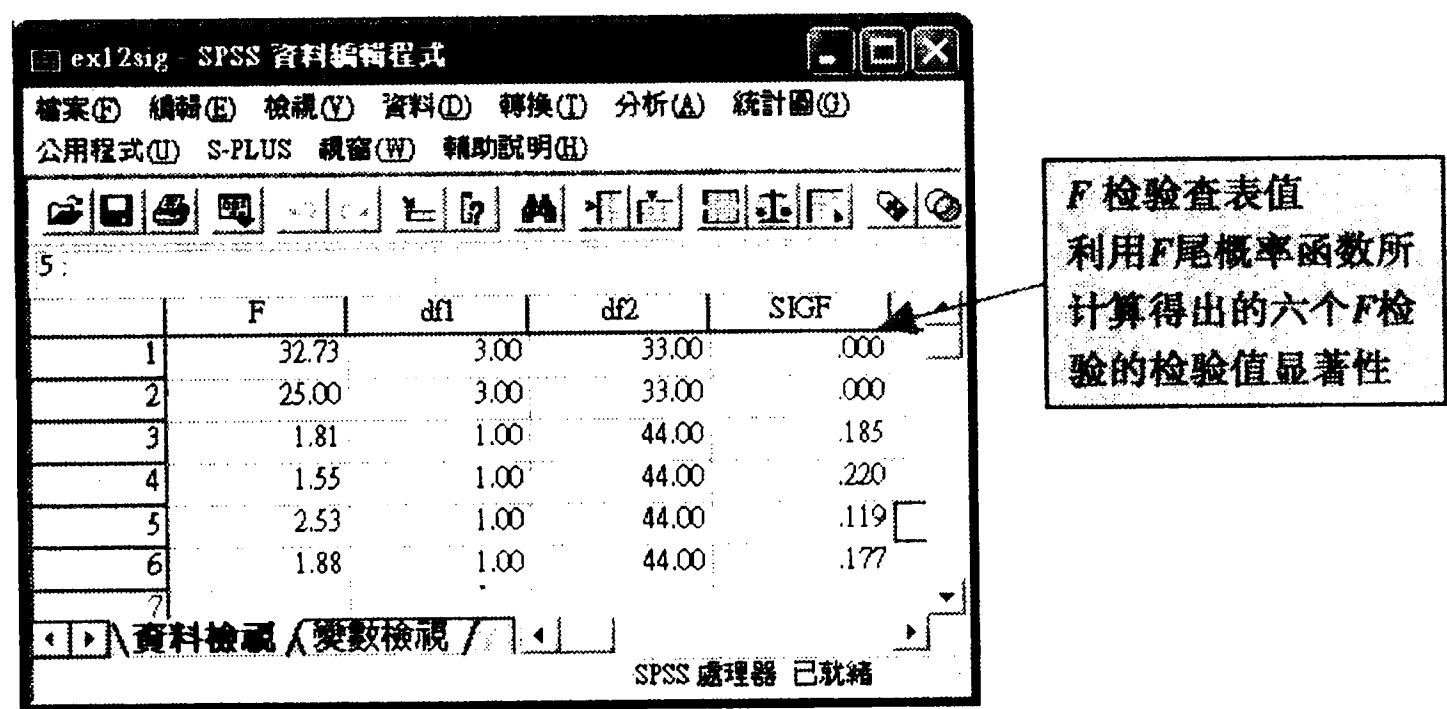 ex12sig - SPSS 資料編輯程式
檔案(F) 編輯(E) 檢視(V) 資料(D) 轉換(T) 分析(A) 統計圖(G)
公用程式(U) S-PLUS 視窗(W) 輔助說明(H)
5 :
F df1 df2 SIGF
1 32.73 3.00 33.00 .000
2 25.00 3.00 33.00 .000
3 1.81 1.00 44.00 .185
4 1.55 1.00 44.00 .220
5 2.53 1.00 44.00 .119
6 1.88 1.00 44.00 .177
7
資料檢視 變數檢視
SPSS 處理器 已就緒
F 检验查表值
利用F尾概率函数所
计算得出的六个F检
验的检验值显著性